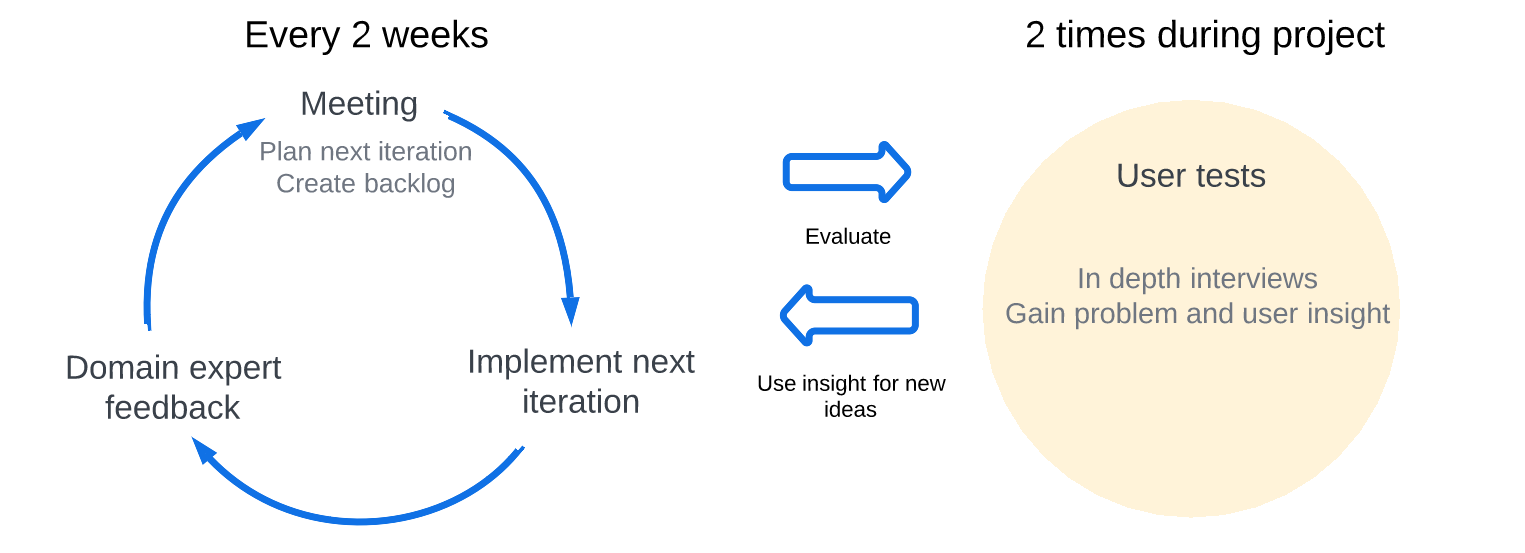 Every 2 weeks
Meeting
Plan next iteration
Create backlog
Implement next
iteration
Domain expert
feedback
Evaluate
Use insight for new
ideas
2 times during project
User tests
In depth interviews
Gain problem and user insight